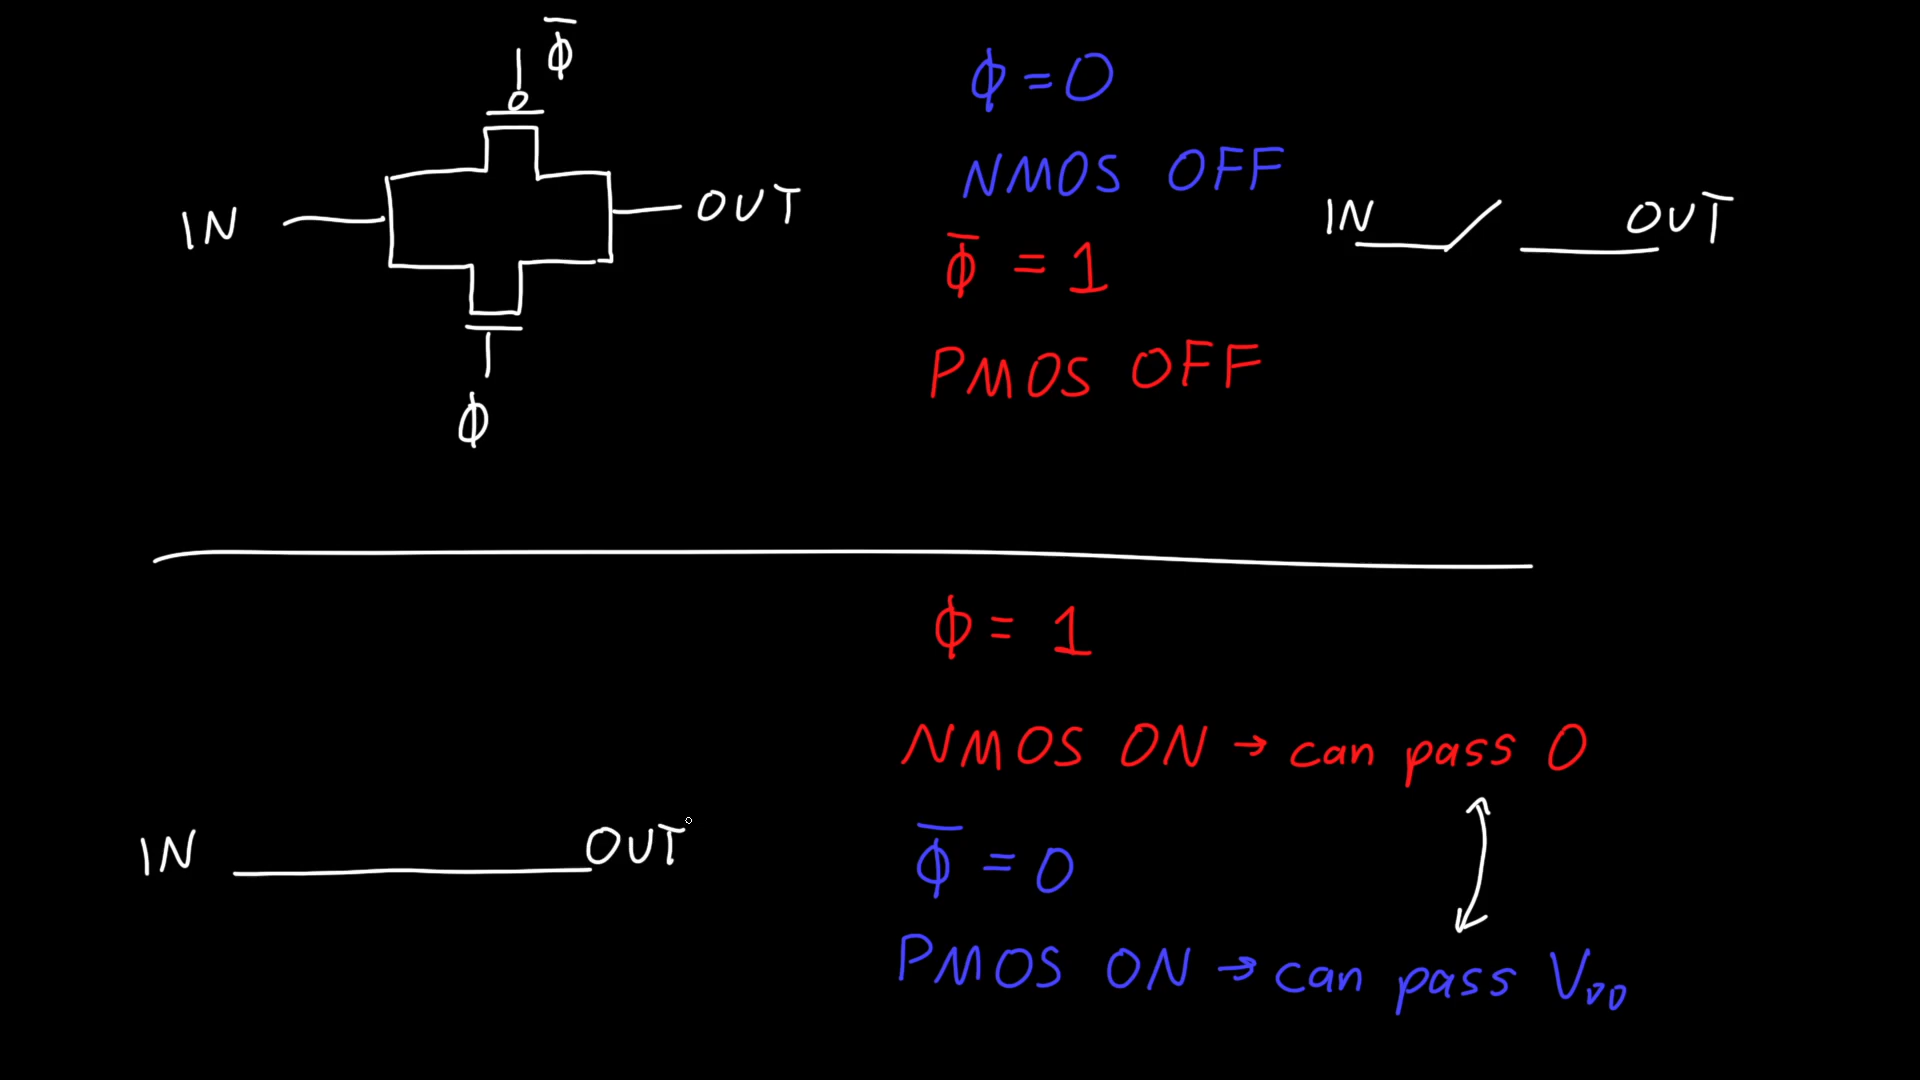 Φ̅
IN
OUT
Φ
Φ = 0
NMOS OFF
Φ̅ = 1
PMOS OFF
IN OUT
Φ = 1
NMOS ON → can pass 0
Φ̅ = 0
PMOS ON → can pass VDD
IN OUT